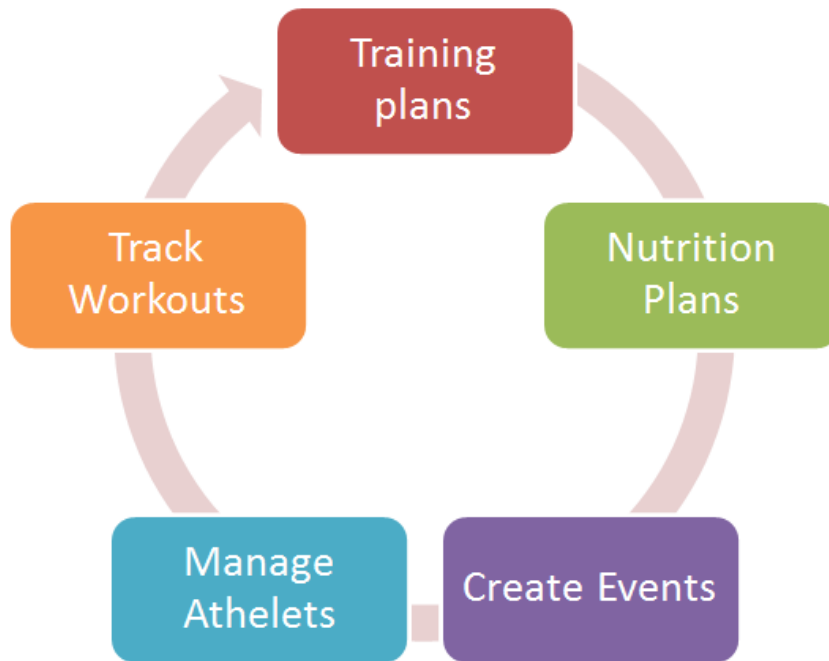 Training
plans
Nutrition
Plans
Create Events
Manage
Athelets
Track
Workouts